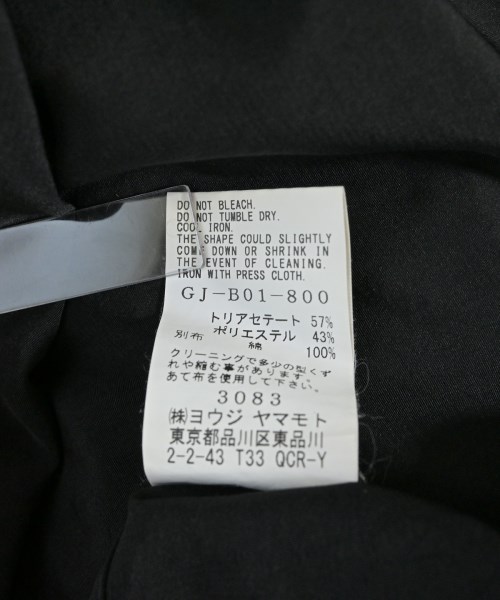 DO NOT BLEACH.
DO NOT TUMBLE DRY.
COOL IRON.
THE SHAPE COULD SLIGHTLY
COME DOWN OR SHRINK IN
THE EVENT OF CLEANING.
IRON WITH PRESS CLOTH.
GJ-B01-800
トリアセテート 57%
ポリエステル 43%
別布 綿 100%
クリーニングで多少の型くず
れや縮む事があります。
あて布を使用して下さい。
3083
㈱ヨウジ ヤマモト
東京都品川区東品川
2-2-43 T33 QCR-Y